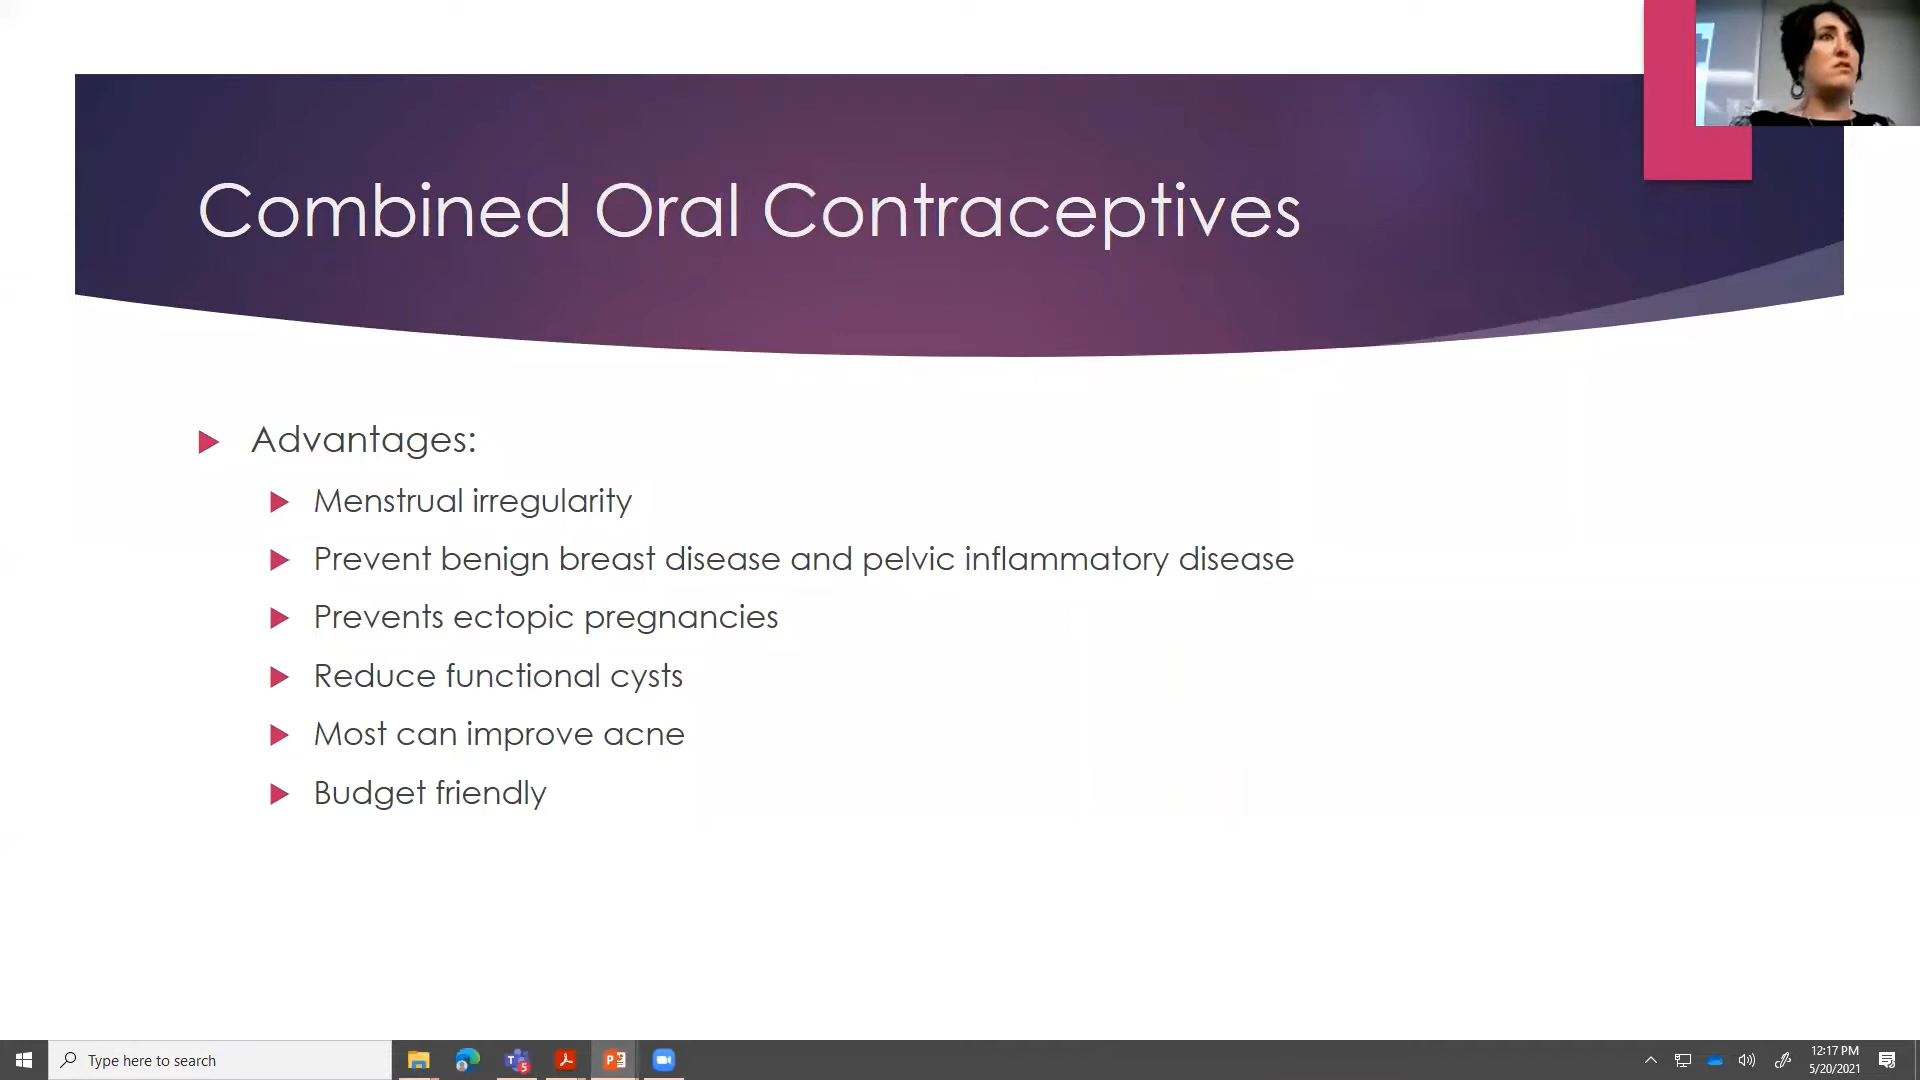 Combined Oral Contraceptives
Advantages:
Menstrual irregularity
Prevent benign breast disease and pelvic inflammatory disease
Prevents ectopic pregnancies
Reduce functional cysts
Most can improve acne
Budget friendly
Type here to search
5
12:17 PM
5/20/2021